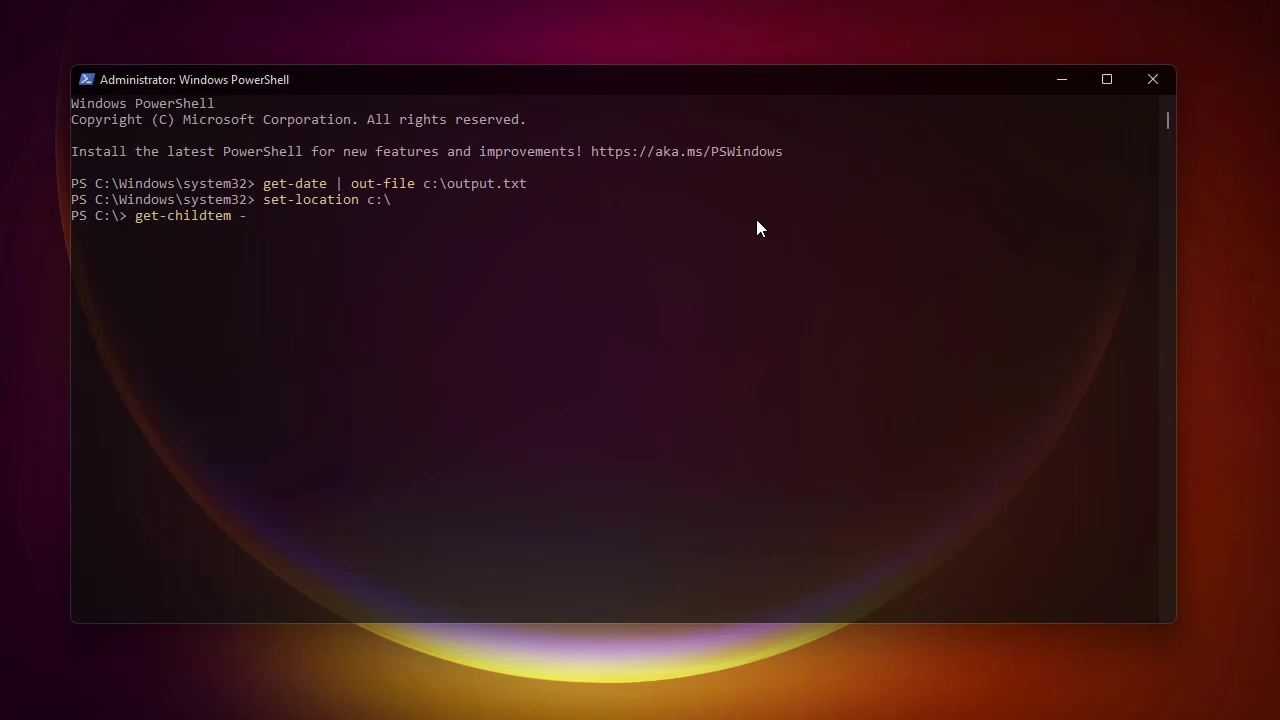 Administrator: Windows PowerShell
Windows PowerShell
Copyright (C) Microsoft Corporation. All rights reserved.
Install the latest PowerShell for new features and improvements! https://aka.ms/PSWindows
PS C:\Windows\system32> get-date | out-file c:\output.txt
PS C:\Windows\system32> set-location c:\
PS C:\> get-childtem -